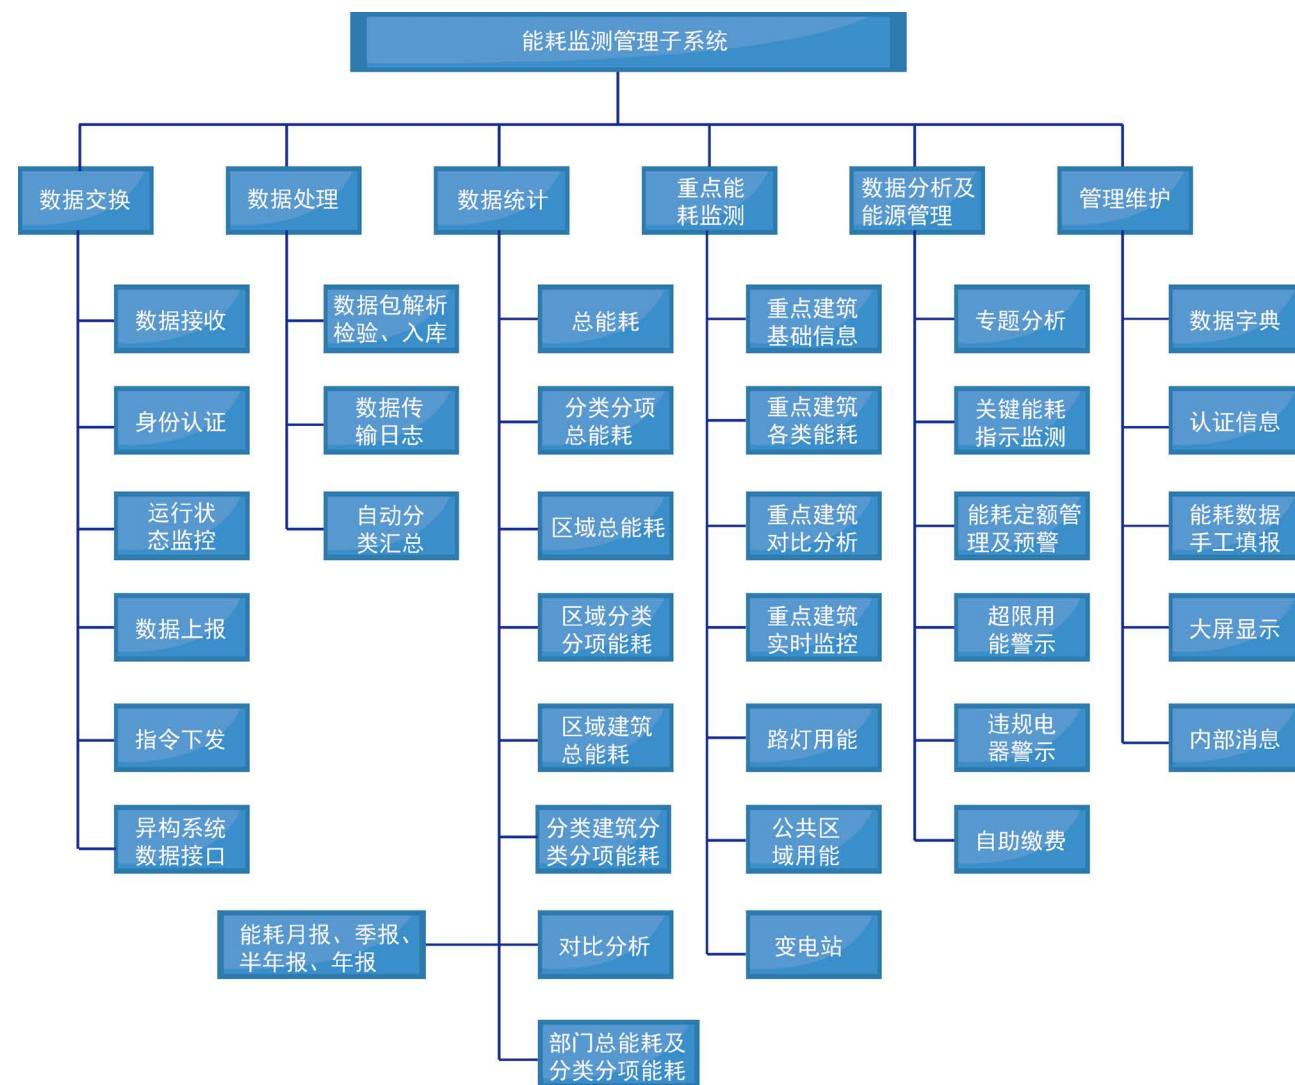 能耗监测管理子系统
数据交换
数据处理
数据统计
重点能
耗监测
数据分析及
能源管理
管理维护
数据接收
身份认证
运行状
态监控
数据上报
指令下发
异构系统
数据接口
数据包解析
检验、入库
数据传
输日志
自动分
类汇总
总能耗
分类分项
总能耗
区域总能耗
区域分类
分项能耗
区域建筑
总能耗
分类建筑分
类分项能耗
能耗月报、季报、
半年报、年报
对比分析
部门总能耗及
分类分项能耗
重点建筑
基础信息
重点建筑
各类能耗
重点建筑
对比分析
重点建筑
实时监控
路灯用能
公共区
域用能
变电站
专题分析
关键能耗
指示监测
能耗定额管
理及预警
超限用
能警示
违规电
器警示
自助缴费
数据字典
认证信息
能耗数据
手工填报
大屏显示
内部消息